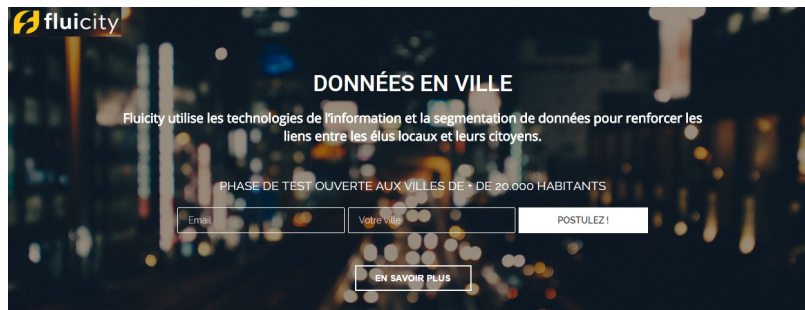 fluicity
DONNÉES EN VILLE
Fluicity utilise les technologies de l'information et la segmentation de données pour renforcer les
liens entre les élus locaux et leurs citoyens.
PHASE DE TEST OUVERTE AUX VILLES DE + DE 20.000 HABITANTS
Email Votre ville POSTULEZ !
EN SAVOIR PLUS